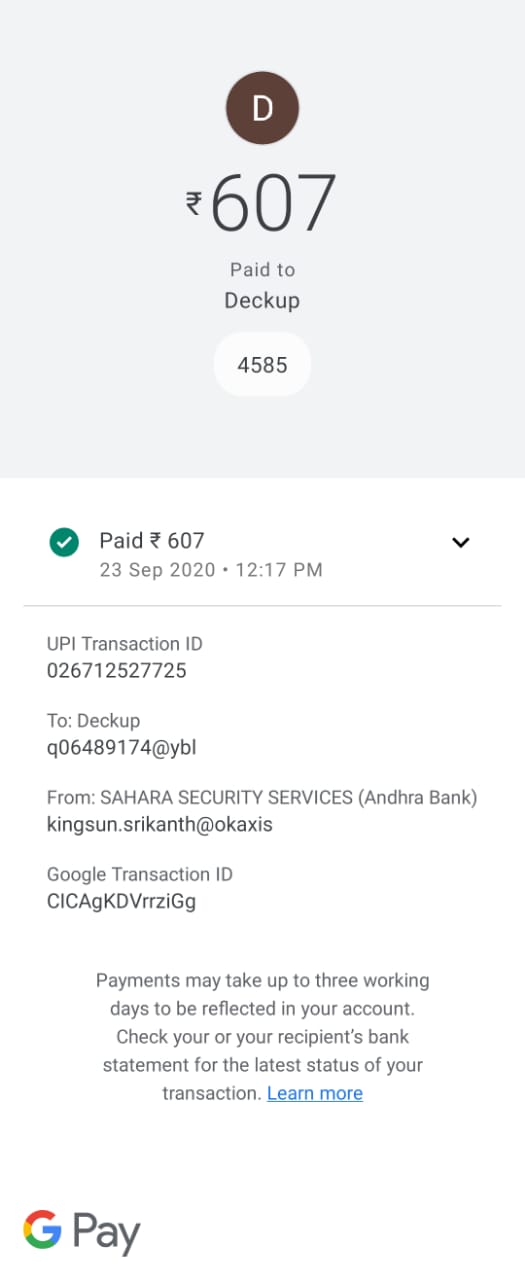 D
₹607
Paid to
Deckup
4585
Paid ₹ 607
23 Sep 2020 • 12:17 PM
UPI Transaction ID
026712527725
To: Deckup
q06489174@ybl
From: SAHARA SECURITY SERVICES (Andhra Bank)
kingsun.srikanth@okaxis
Google Transaction ID
CICAgKDVrrziGg
Payments may take up to three working
days to be reflected in your account.
Check your or your recipient's bank
statement for the latest status of your
transaction. Learn more
G Pay